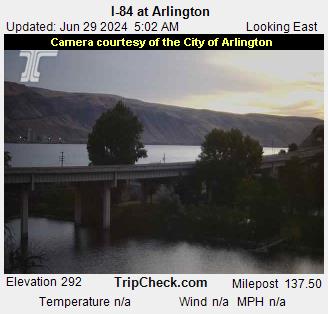 I-84 at Arlington
Updated: Jun 29 2024 5:02 AM Looking East
Camera courtesy of the City of Arlington
Elevation 292 TripCheck.com Milepost 137.50
Temperature n/a Wind n/a MPH n/a